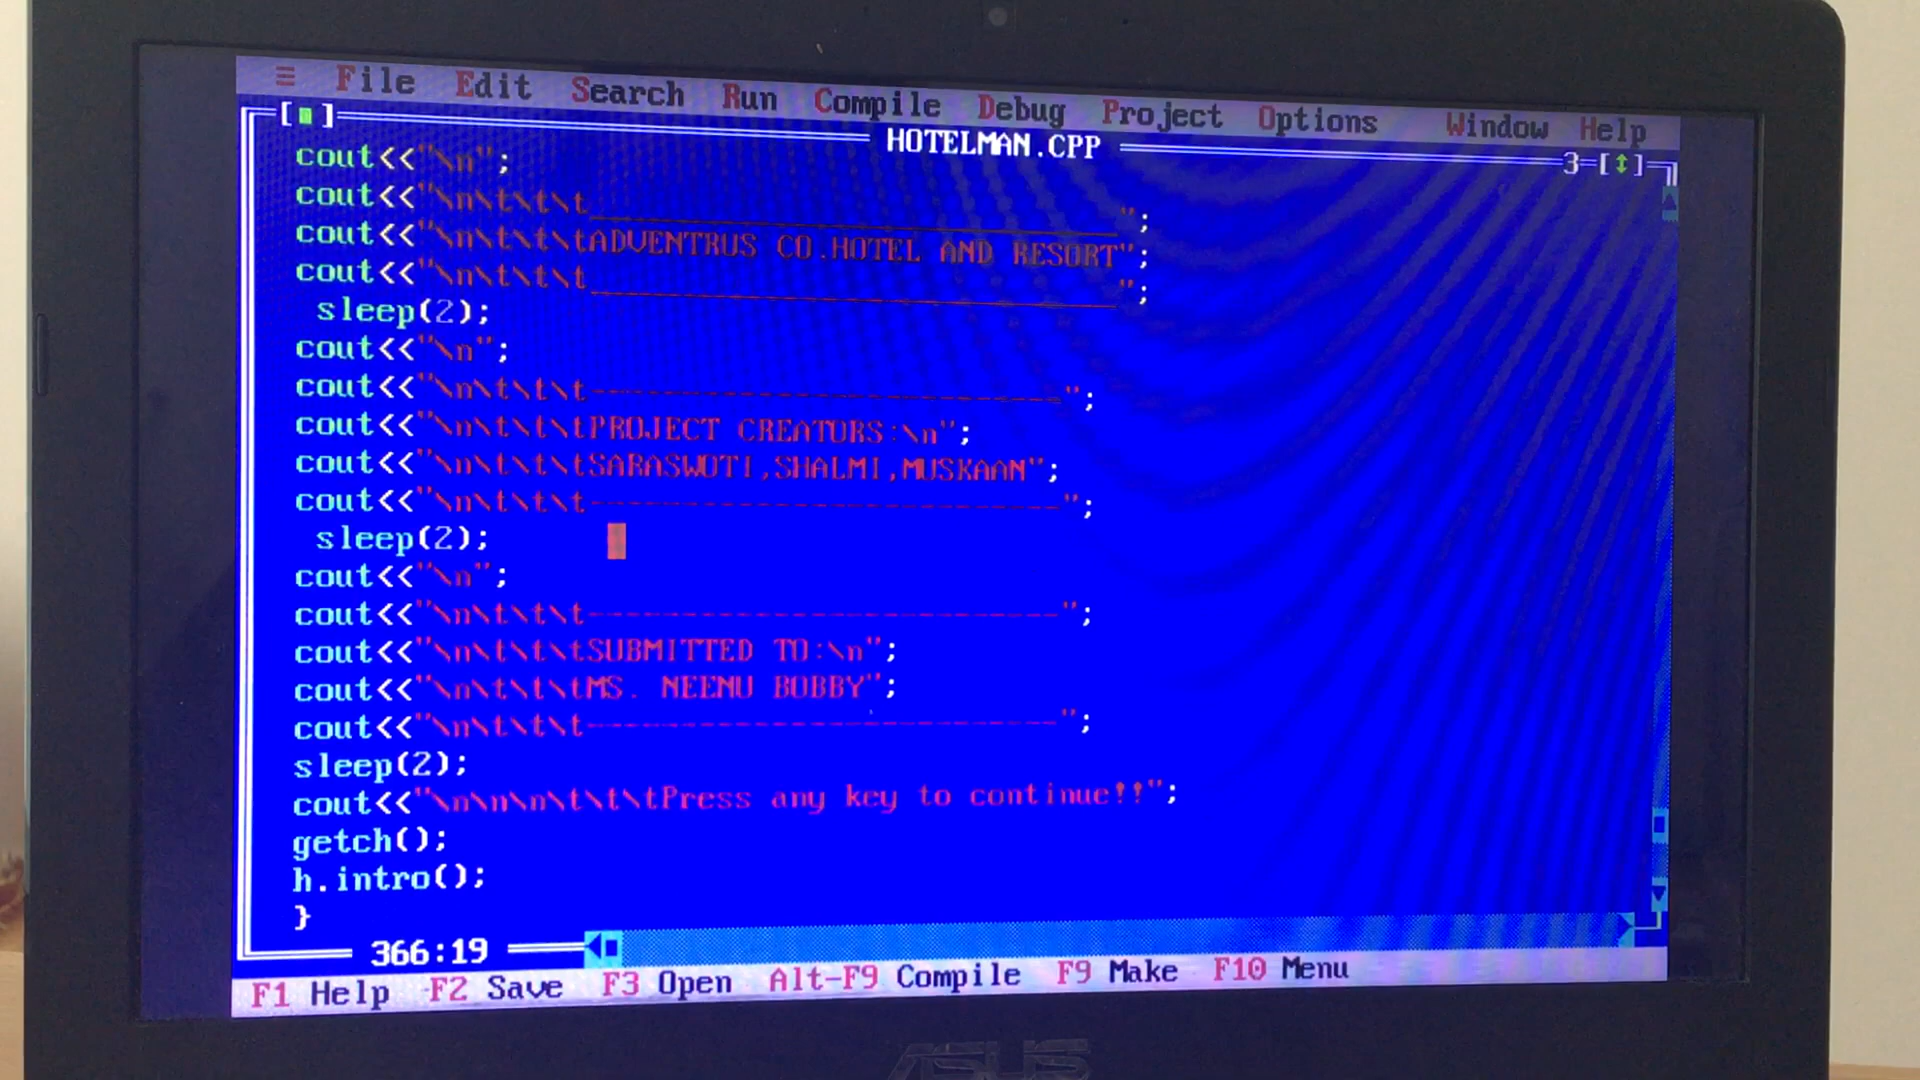 ≡ File Edit Search Run Compile Debug Project Options Window Help
[■] HOTELMAN.CPP 3=[↕]
cout<<"\n";
cout<<"\n\t\t\t_________________________________";
cout<<"\n\t\t\tADVENTRUS CO.HOTEL AND RESORT";
cout<<"\n\t\t\t_________________________________";
sleep(2);
cout<<"\n";
cout<<"\n\t\t\t-------------------------";
cout<<"\n\t\t\tPROJECT CREATORS:\n";
cout<<"\n\t\t\tSARASWOTI,SHALMI,MUSKAAN";
cout<<"\n\t\t\t-------------------------";
sleep(2);
cout<<"\n";
cout<<"\n\t\t\t-------------------------";
cout<<"\n\t\t\tSUBMITTED TO:\n";
cout<<"\n\t\t\tMS. NEENU BOBBY";
cout<<"\n\t\t\t-------------------------";
sleep(2);
cout<<"\n\n\n\t\t\tPress any key to continue!!";
getch();
h.intro();
}
366:19
F1 Help F2 Save F3 Open Alt-F9 Compile F9 Make F10 Menu
ASUS